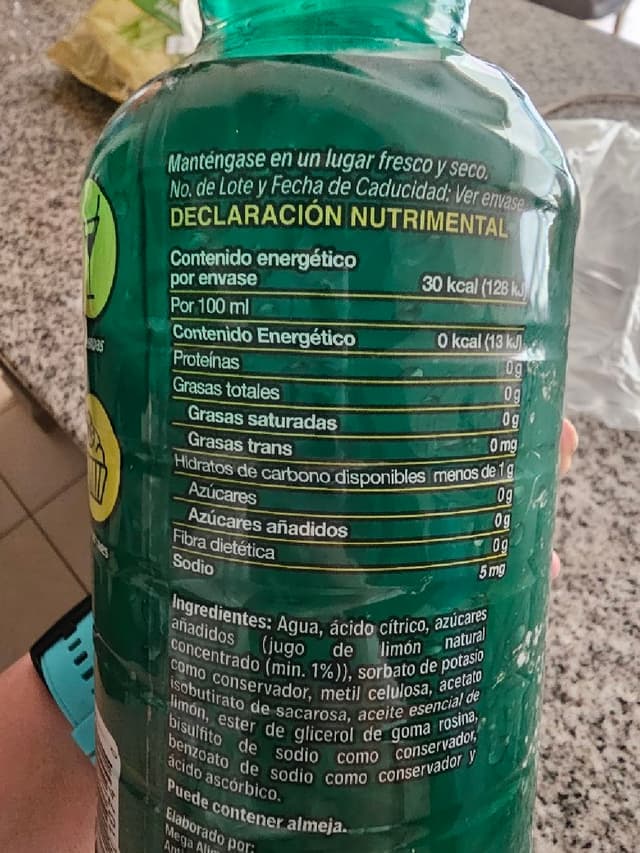 Manténgase en un lugar fresco y seco.
No. de Lote y Fecha de Caducidad: Ver envase
DECLARACIÓN NUTRIMENTAL
Contenido energético
por envase 30 kcal (128 kJ)
Por 100 ml
Contenido Energético 0 kcal (13 kJ)
Proteínas 0 g
Grasas totales 0 g
Grasas saturadas 0 g
Grasas trans 0 mg
Hidratos de carbono disponibles menos de 1 g
Azúcares 0 g
Azúcares añadidos 0 g
Fibra dietética 0 g
Sodio 5 mg
Ingredientes: Agua, ácido cítrico, azúcares
añadidos (jugo de limón natural
concentrado (min. 1%)), sorbato de potasio
como conservador, metil celulosa, acetato
isobutirato de sacarosa, aceite esencial de
limón, ester de glicerol de goma rosina,
bisulfito de sodio como conservador,
benzoato de sodio como conservador y
ácido ascórbico.
Puede contener almeja.
Elaborado por:
Mega